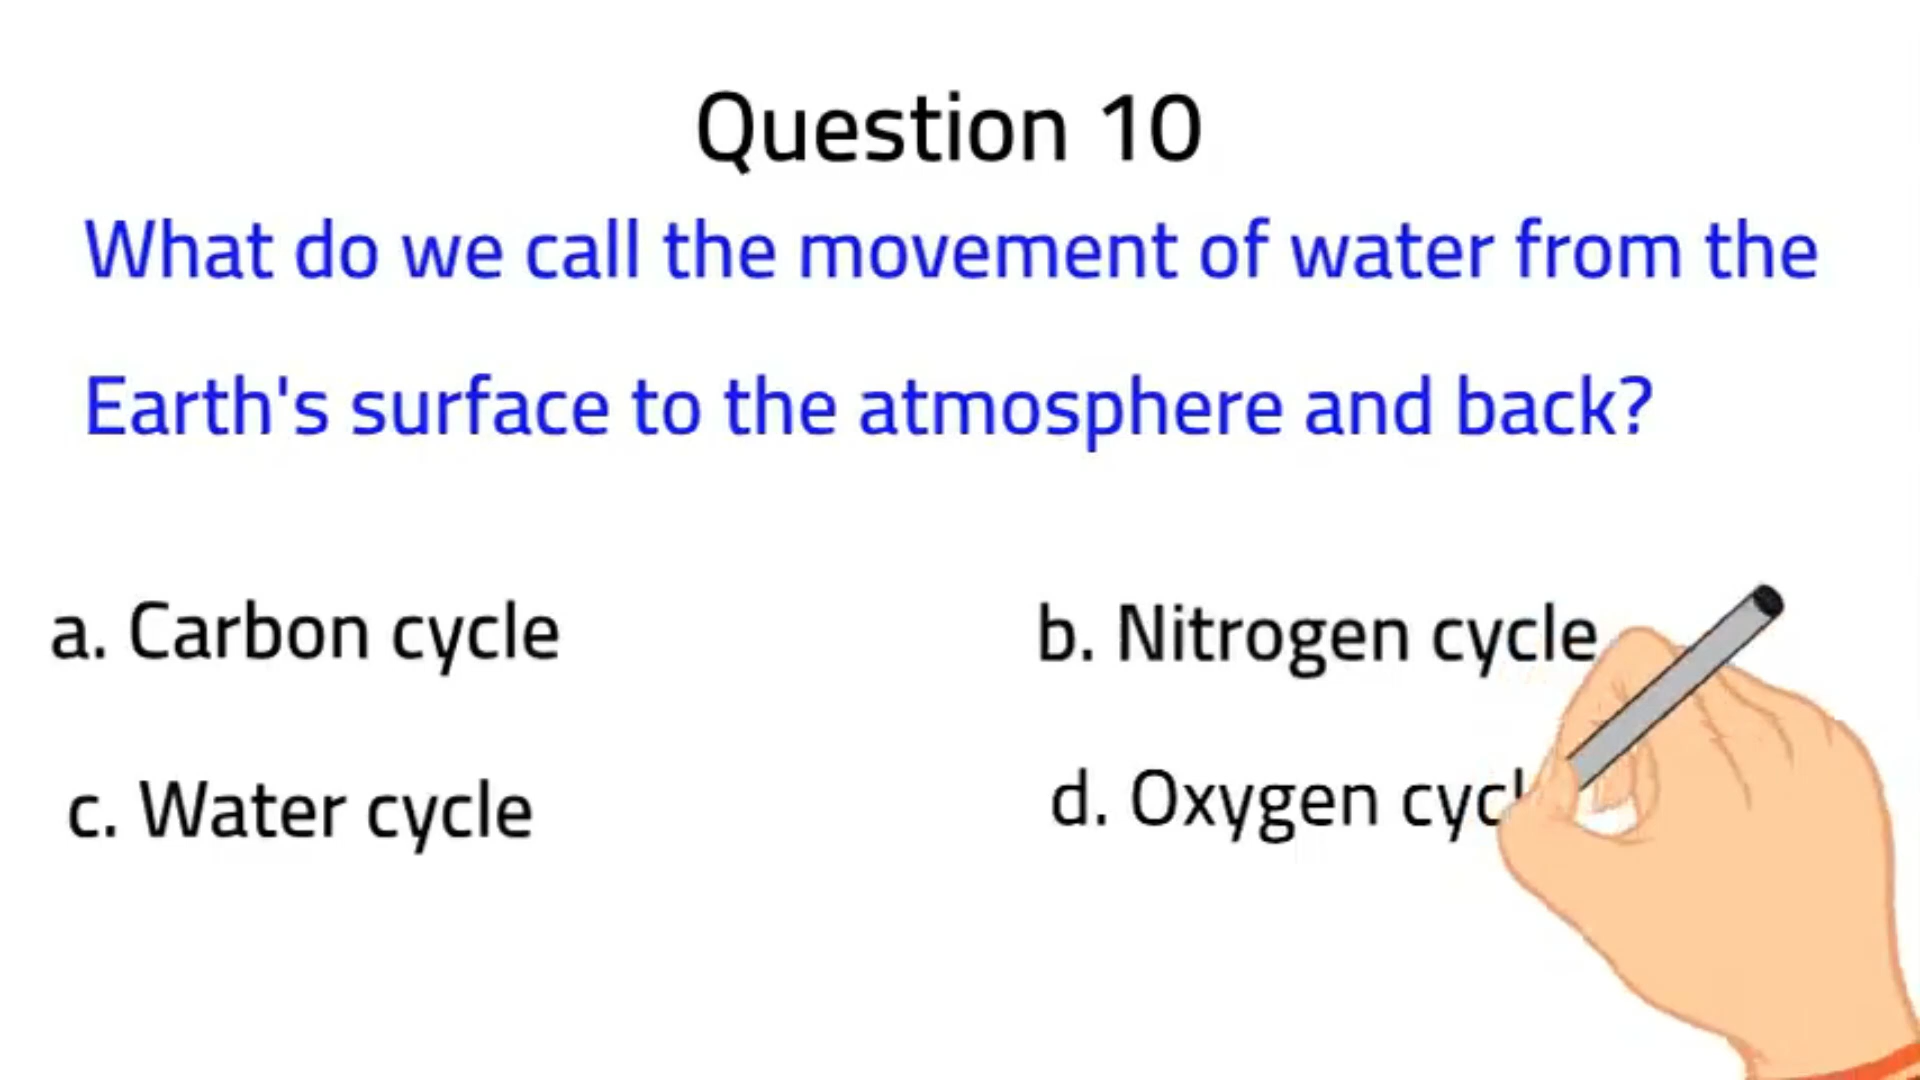 Question 10
What do we call the movement of water from the
Earth's surface to the atmosphere and back?
a. Carbon cycle
b. Nitrogen cycle
c. Water cycle
d. Oxygen